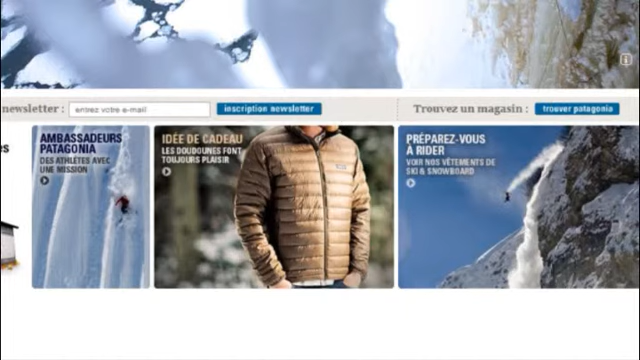 newsletter : entrez votre e-mail inscription newsletter Trouvez un magasin : trouver patagonia
es
AMBASSADEURS
PATAGONIA
DES ATHLÈTES AVEC
UNE MISSION
IDÉE DE CADEAU
LES DOUDOUNES FONT
TOUJOURS PLAISIR
PRÉPAREZ-VOUS
À RIDER
VOIR NOS VÊTEMENTS DE
SKI & SNOWBOARD